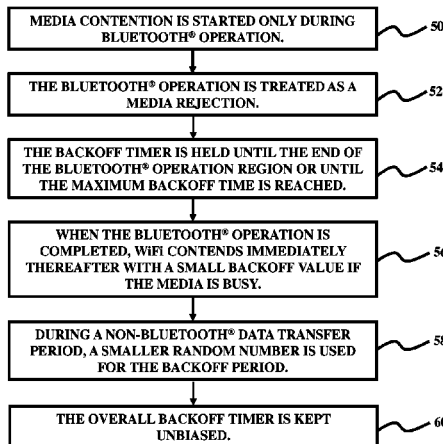 MEDIA CONTENTION IS STARTED ONLY DURING
BLUETOOTH® OPERATION.
50
THE BLUETOOTH® OPERATION IS TREATED AS A
MEDIA REJECTION.
52
THE BACKOFF TIMER IS HELD UNTIL THE END OF
THE BLUETOOTH® OPERATION REGION OR UNTIL
THE MAXIMUM BACKOFF TIME IS REACHED.
54
WHEN THE BLUETOOTH® OPERATION IS
COMPLETED, WiFi CONTENDS IMMEDIATELY
THEREAFTER WITH A SMALL BACKOFF VALUE IF
THE MEDIA IS BUSY.
56
DURING A NON-BLUETOOTH® DATA TRANSFER
PERIOD, A SMALLER RANDOM NUMBER IS USED
FOR THE BACKOFF PERIOD.
58
THE OVERALL BACKOFF TIMER IS KEPT
UNBIASED.
60